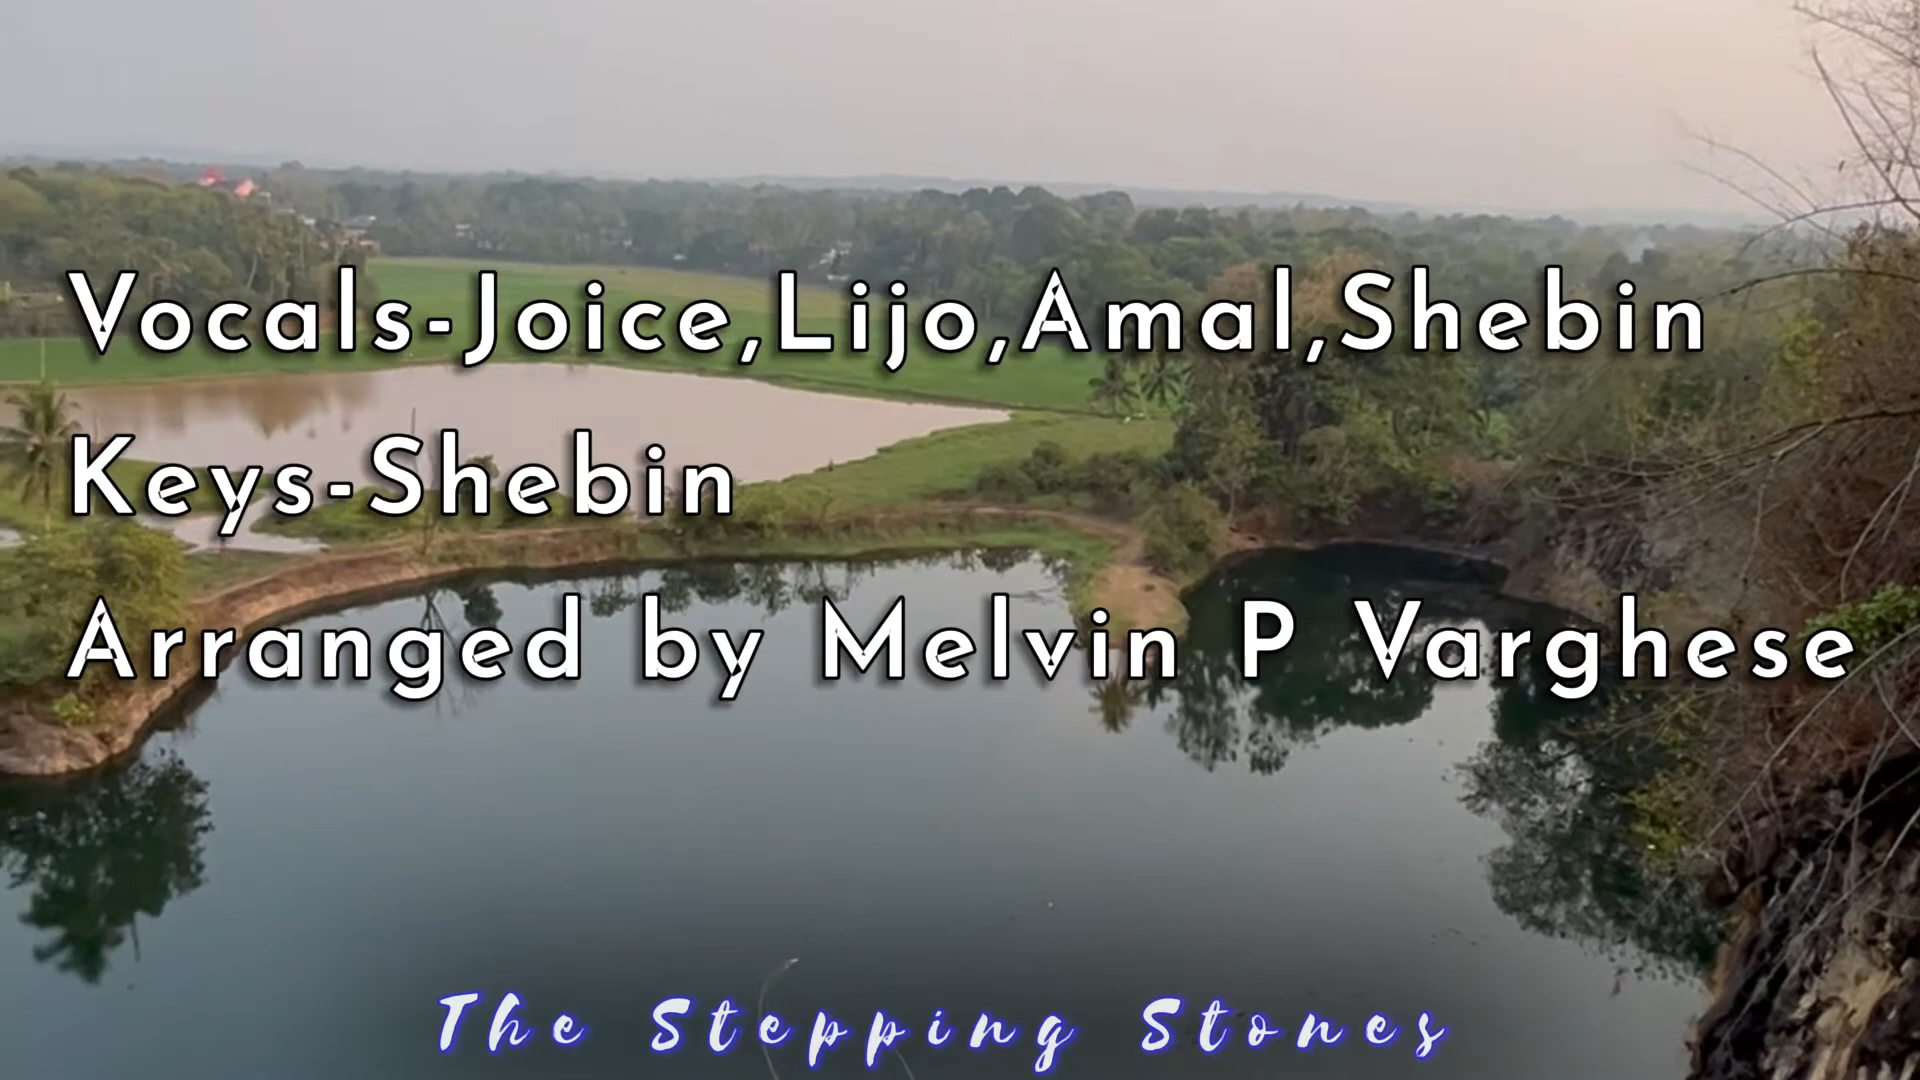 Vocals-Joice,Lijo,Amal,Shebin
Keys-Shebin
Arranged by Melvin P Varghese
The Stepping Stones